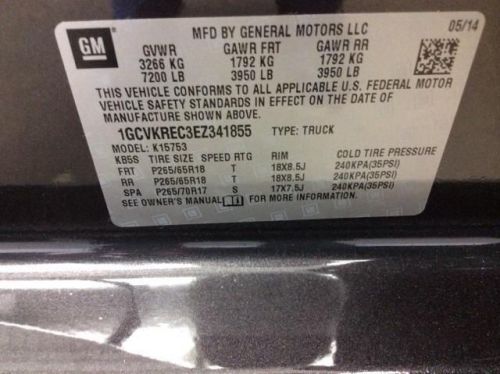 GM
MFD BY GENERAL MOTORS LLC
05/14
GVWR GAWR FRT GAWR RR
3266 KG 1792 KG 1792 KG
7200 LB 3950 LB 3950 LB
THIS VEHICLE CONFORMS TO ALL APPLICABLE U.S. FEDERAL MOTOR
VEHICLE SAFETY STANDARDS IN EFFECT ON THE DATE OF
MANUFACTURE SHOWN ABOVE.
1GCVKREC3EZ341855 TYPE: TRUCK
MODEL: K15753
KB5S TIRE SIZE SPEED RTG RIM COLD TIRE PRESSURE
FRT P265/65R18 T 18X8.5J 240KPA(35PSI)
RR P265/65R18 T 18X8.5J 240KPA(35PSI)
SPA P265/70R17 S 17X7.5J 240KPA(35PSI)
SEE OWNER'S MANUAL